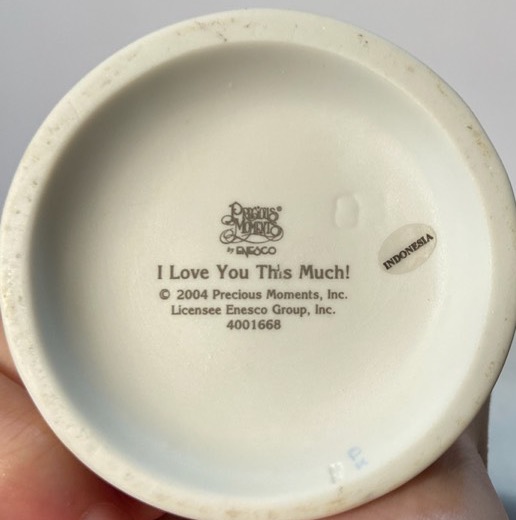 PRECIOUS MOMENTS®
by ENESCO
I Love You This Much!
© 2004 Precious Moments, Inc.
Licensee Enesco Group, Inc.
4001668
INDONESIA